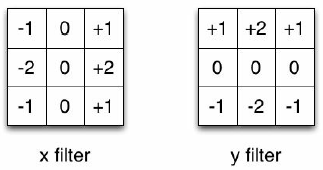 -1 0 +1 +1 +2 +1
-2 0 +2 0 0 0
-1 0 +1 -1 -2 -1
x filter y filter